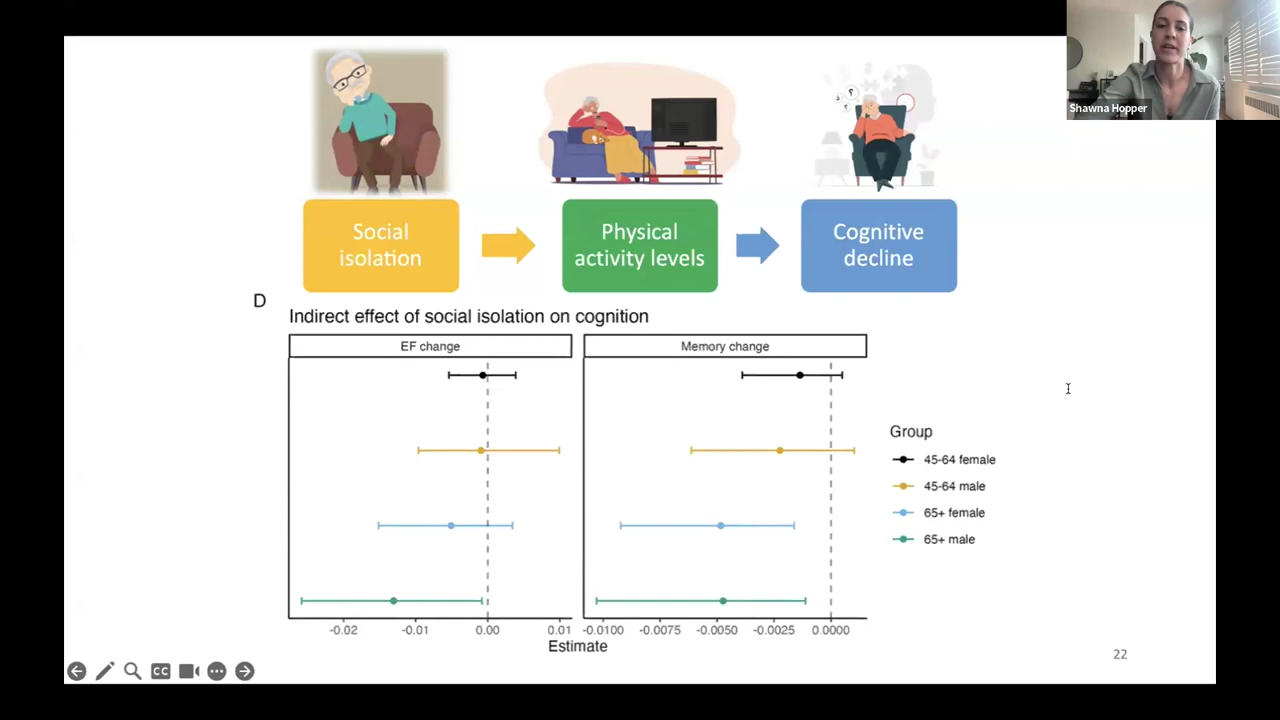 Shawna Hopper
Social
isolation
Physical
activity levels
Cognitive
decline
D
Indirect effect of social isolation on cognition
EF change
Memory change
Group
45-64 female
45-64 male
65+ female
65+ male
-0.02
-0.01
0.00
0.01
-0.0100
-0.0075
-0.0050
-0.0025
0.0000
Estimate
22
CC